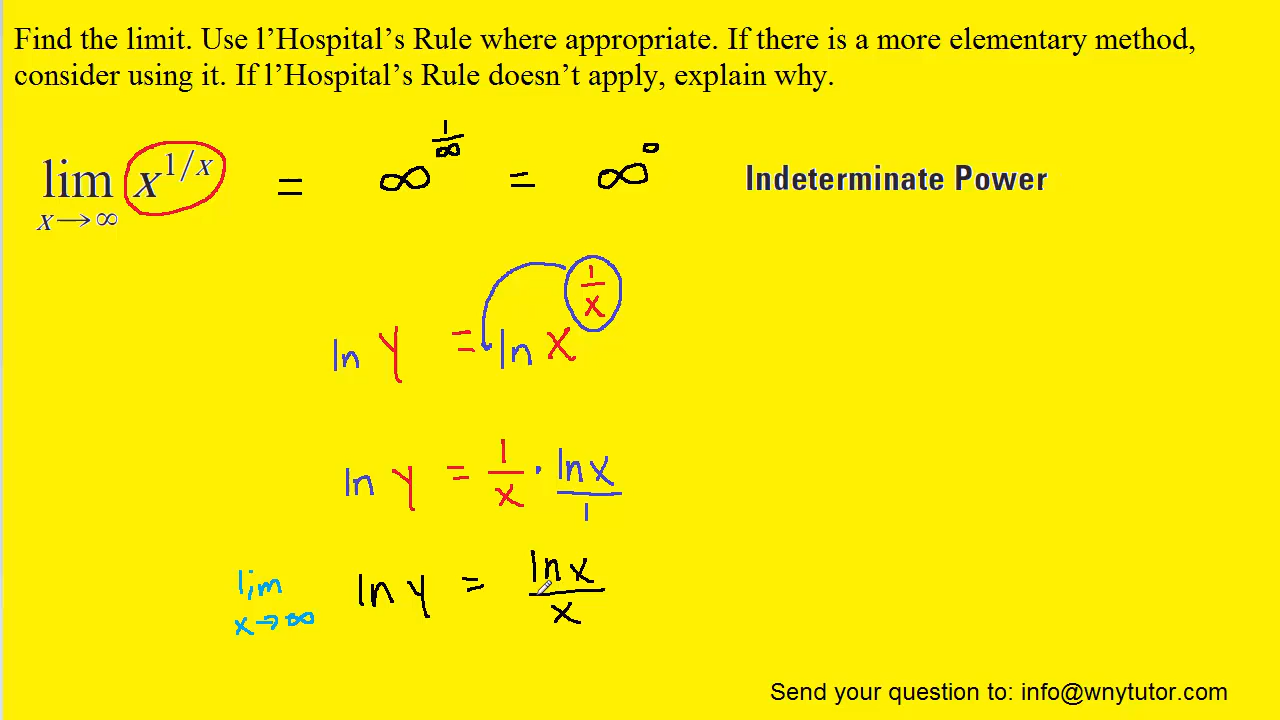 Find the limit. Use l’Hospital’s Rule where appropriate. If there is a more elementary method,
consider using it. If l’Hospital’s Rule doesn’t apply, explain why.
lim x→∞ x^{1/x} = ∞^{1/∞} = ∞^0 Indeterminate Power
ln y = ln x^{1/x}
ln y = 1/x · ln x/1
lim x→∞ ln y = ln x/x
Send your question to: info@wnytutor.com